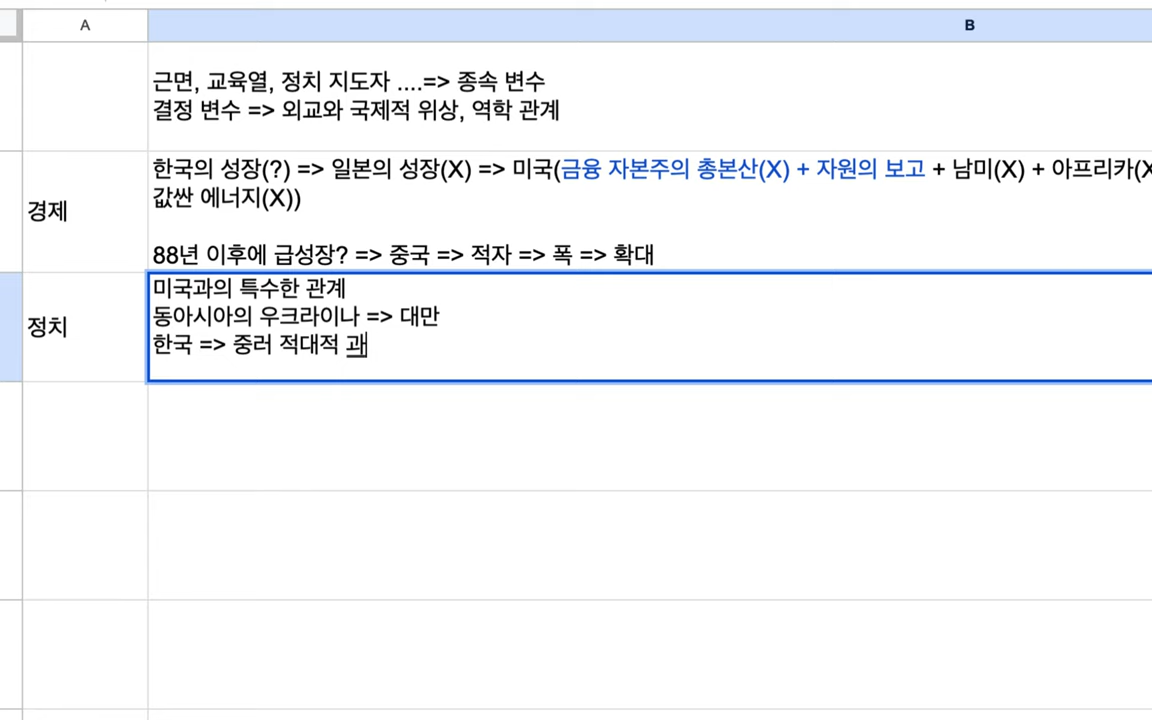 A
B
근면, 교육열, 정치 지도자 ....=> 종속 변수
결정 변수 => 외교와 국제적 위상, 역학 관계
경제
한국의 성장(?) => 일본의 성장(X) => 미국(금융 자본주의 총본산(X) + 자원의 보고 + 남미(X) + 아프리카(X
값싼 에너지(X))
88년 이후에 급성장? => 중국 => 적자 => 폭 => 확대
정치
미국과의 특수한 관계
동아시아의 우크라이나 => 대만
한국 => 중러 적대적 과